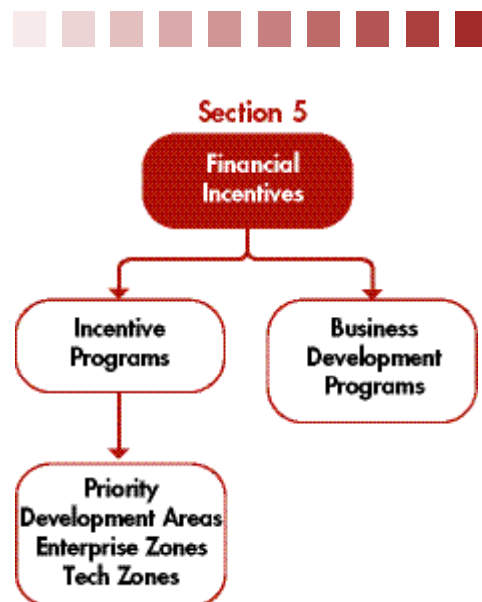 Section 5
Financial
Incentives
Incentive
Programs
Business
Development
Programs
Priority
Development Areas
Enterprise Zones
Tech Zones